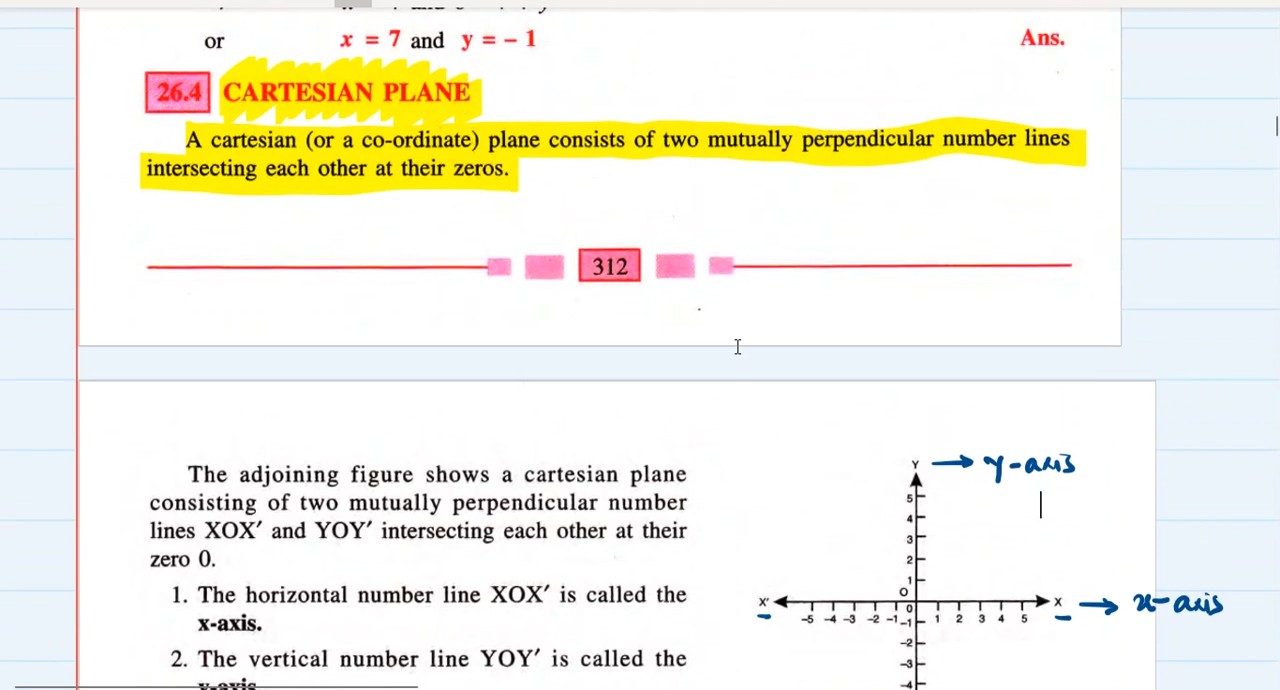 or x = 7 and y = – 1 Ans.
26.4 CARTESIAN PLANE
A cartesian (or a co-ordinate) plane consists of two mutually perpendicular number lines
intersecting each other at their zeros.
312
The adjoining figure shows a cartesian plane
consisting of two mutually perpendicular number
lines XOX′ and YOY′ intersecting each other at their
zero 0.
1. The horizontal number line XOX′ is called the
x-axis.
2. The vertical number line YOY′ is called the
y-axis
Y → y-axis
5
4
3
2
1
O
X′ X → x-axis
0
-5 -4 -3 -2 -1 -1 1 2 3 4 5
-2
-3
-4